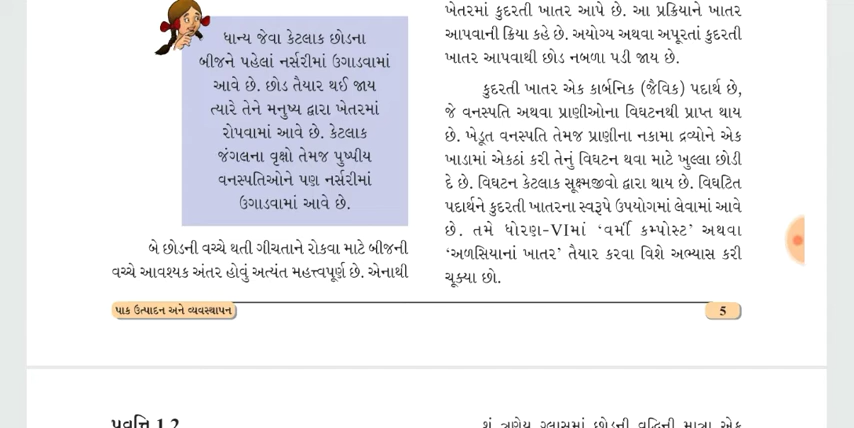 ધાન્ય જેવા કેટલાક છોડના
બીજને પહેલાં નર્સરીમાં ઉગાડવામાં
આવે છે. છોડ તૈયાર થઈ જાય
ત્યારે તેને મનુષ્ય દ્વારા ખેતરમાં
રોપવામાં આવે છે. કેટલાક
જંગલના વૃક્ષો તેમજ પુષ્પીય
વનસ્પતિઓને પણ નર્સરીમાં
ઉગાડવામાં આવે છે.
બે છોડની વચ્ચે થતી ગીચતાને રોકવા માટે બીજની
વચ્ચે આવશ્યક અંતર હોવું અત્યંત મહત્ત્વપૂર્ણ છે. એનાથી
ખેતરમાં કુદરતી ખાતર આપે છે. આ પ્રક્રિયાને ખાતર
આપવાની ક્રિયા કહે છે. અયોગ્ય અથવા અપૂરતાં કુદરતી
ખાતર આપવાથી છોડ નબળા પડી જાય છે.
કુદરતી ખાતર એક કાર્બનિક (જૈવિક) પદાર્થ છે,
જે વનસ્પતિ અથવા પ્રાણીઓના વિઘટનથી પ્રાપ્ત થાય
છે. ખેડૂત વનસ્પતિ તેમજ પ્રાણીના નકામા દ્રવ્યોને એક
ખાડામાં એકઠાં કરી તેનું વિઘટન થવા માટે ખુલ્લા છોડી
દે છે. વિઘટન કેટલાક સૂક્ષ્મજીવો દ્વારા થાય છે. વિઘટિત
પદાર્થને કુદરતી ખાતરના સ્વરૂપે ઉપયોગમાં લેવામાં આવે
છે. તમે ધોરણ-VIમાં ‘વર્મી કમ્પોસ્ટ’ અથવા
‘અળસિયાનાં ખાતર’ તૈયાર કરવા વિશે અભ્યાસ કરી
ચૂક્યા છો.
પાક ઉત્પાદન અને વ્યવસ્થાપન
5
પ્રવૃત્તિ 1.2
શું ત્રણેય ગ્લાસમાં છોડની વૃદ્ધિની માત્રા એક